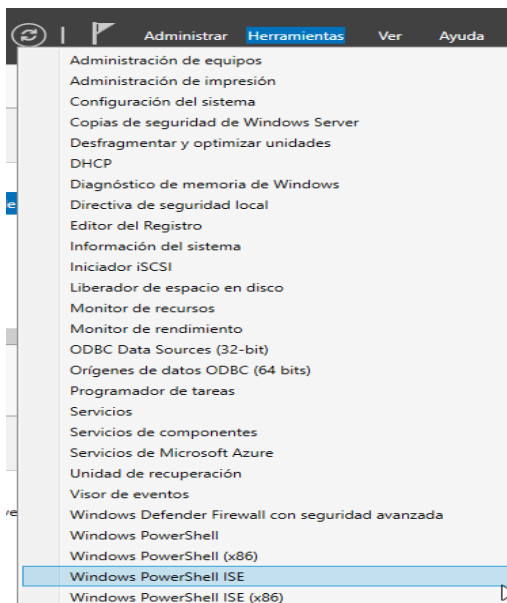 Administrar Herramientas Ver Ayuda
Administración de equipos
Administración de impresión
Configuración del sistema
Copias de seguridad de Windows Server
Desfragmentar y optimizar unidades
DHCP
Diagnóstico de memoria de Windows
Directiva de seguridad local
Editor del Registro
Información del sistema
Iniciador iSCSI
Liberador de espacio en disco
Monitor de recursos
Monitor de rendimiento
ODBC Data Sources (32-bit)
Orígenes de datos ODBC (64 bits)
Programador de tareas
Servicios
Servicios de componentes
Servicios de Microsoft Azure
Unidad de recuperación
Visor de eventos
Windows Defender Firewall con seguridad avanzada
Windows PowerShell
Windows PowerShell (x86)
Windows PowerShell ISE
Windows PowerShell ISE (x86)